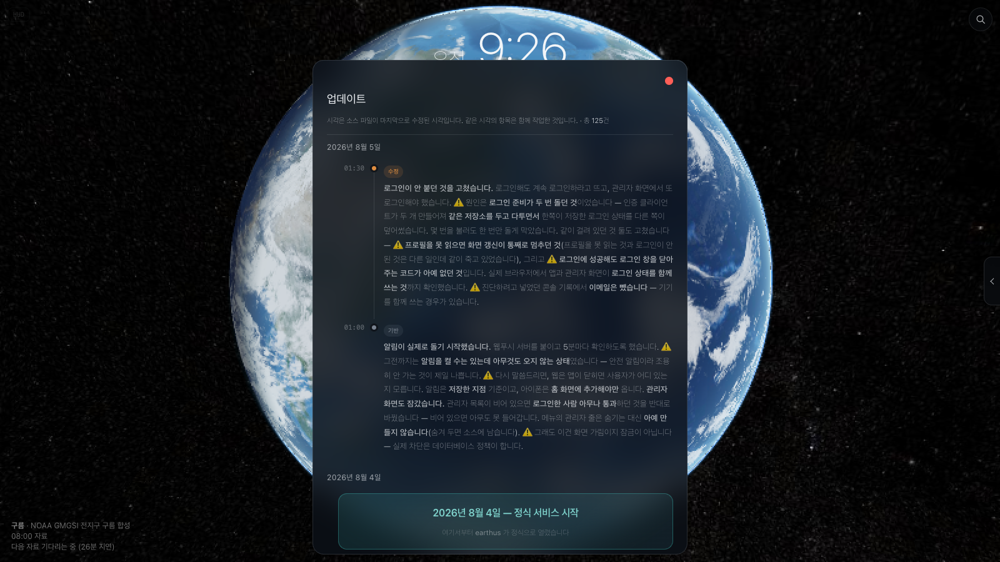 HUD
오전 9:26
업데이트
시각은 소스 파일이 마지막으로 수정된 시각입니다. 같은 시각의 항목은 함께 작업한 것입니다. · 총 125건
2026년 8월 5일
01:30
수정
로그인이 안 붙던 것을 고쳤습니다. 로그인해도 계속 로그인하라고 뜨고, 관리자 화면에서 또
로그인해야 했습니다. ⚠️ 원인은 로그인 준비가 두 번 돌던 것이었습니다 — 인증 클라이언
트가 두 개 만들어져 같은 저장소를 두고 다투면서 한쪽이 저장한 로그인 상태를 다른 쪽이
덮어썼습니다. 몇 번을 불러도 한 번만 돌게 막았습니다. 같이 걸려 있던 것 둘도 고쳤습니다
— ⚠️ 프로필을 못 읽으면 화면 갱신이 통째로 멈추던 것(프로필을 못 읽는 것과 로그인이 안
된 것은 다른 일인데 같이 죽고 있었습니다), 그리고 ⚠️ 로그인에 성공해도 로그인 창을 닫아
주는 코드가 아예 없던 것입니다. 실제 브라우저에서 앱과 관리자 화면이 로그인 상태를 함께
쓰는 것까지 확인했습니다. ⚠️ 진단하려고 넣었던 콘솔 기록에서 이메일은 뺐습니다 — 기기
를 함께 쓰는 경우가 있습니다.
01:00
기반
알림이 실제로 돌기 시작했습니다. 웹푸시 서버를 붙이고 5분마다 확인하도록 했습니다. ⚠️
그전까지는 알림을 켤 수는 있는데 아무것도 오지 않는 상태였습니다 — 안전 알림이라 조용
히 안 가는 것이 제일 나쁩니다. ⚠️ 다시 말씀드리면, 웹은 앱이 닫히면 사용자가 어디 있는
지 모릅니다. 알림은 저장한 지점 기준이고, 아이폰은 홈 화면에 추가해야만 옵니다. 관리자
화면도 잠갔습니다. 관리자 목록이 비어 있으면 로그인한 사람 아무나 통과하던 것을 반대로
바꿨습니다 — 비어 있으면 아무도 못 들어갑니다. 메뉴의 관리자 줄은 숨기는 대신 아예 만
들지 않습니다(숨겨 두면 소스에 남습니다). ⚠️ 그래도 이건 화면 가림이지 잠금이 아닙니다
— 실제 차단은 데이터베이스 정책이 합니다.
2026년 8월 4일
2026년 8월 4일 — 정식 서비스 시작
여기서부터 earthus 가 정식으로 열렸습니다
구름 · NOAA GMGSI 전지구 구름 합성
08:00 자료
다음 자료 기다리는 중 (26분 지연)